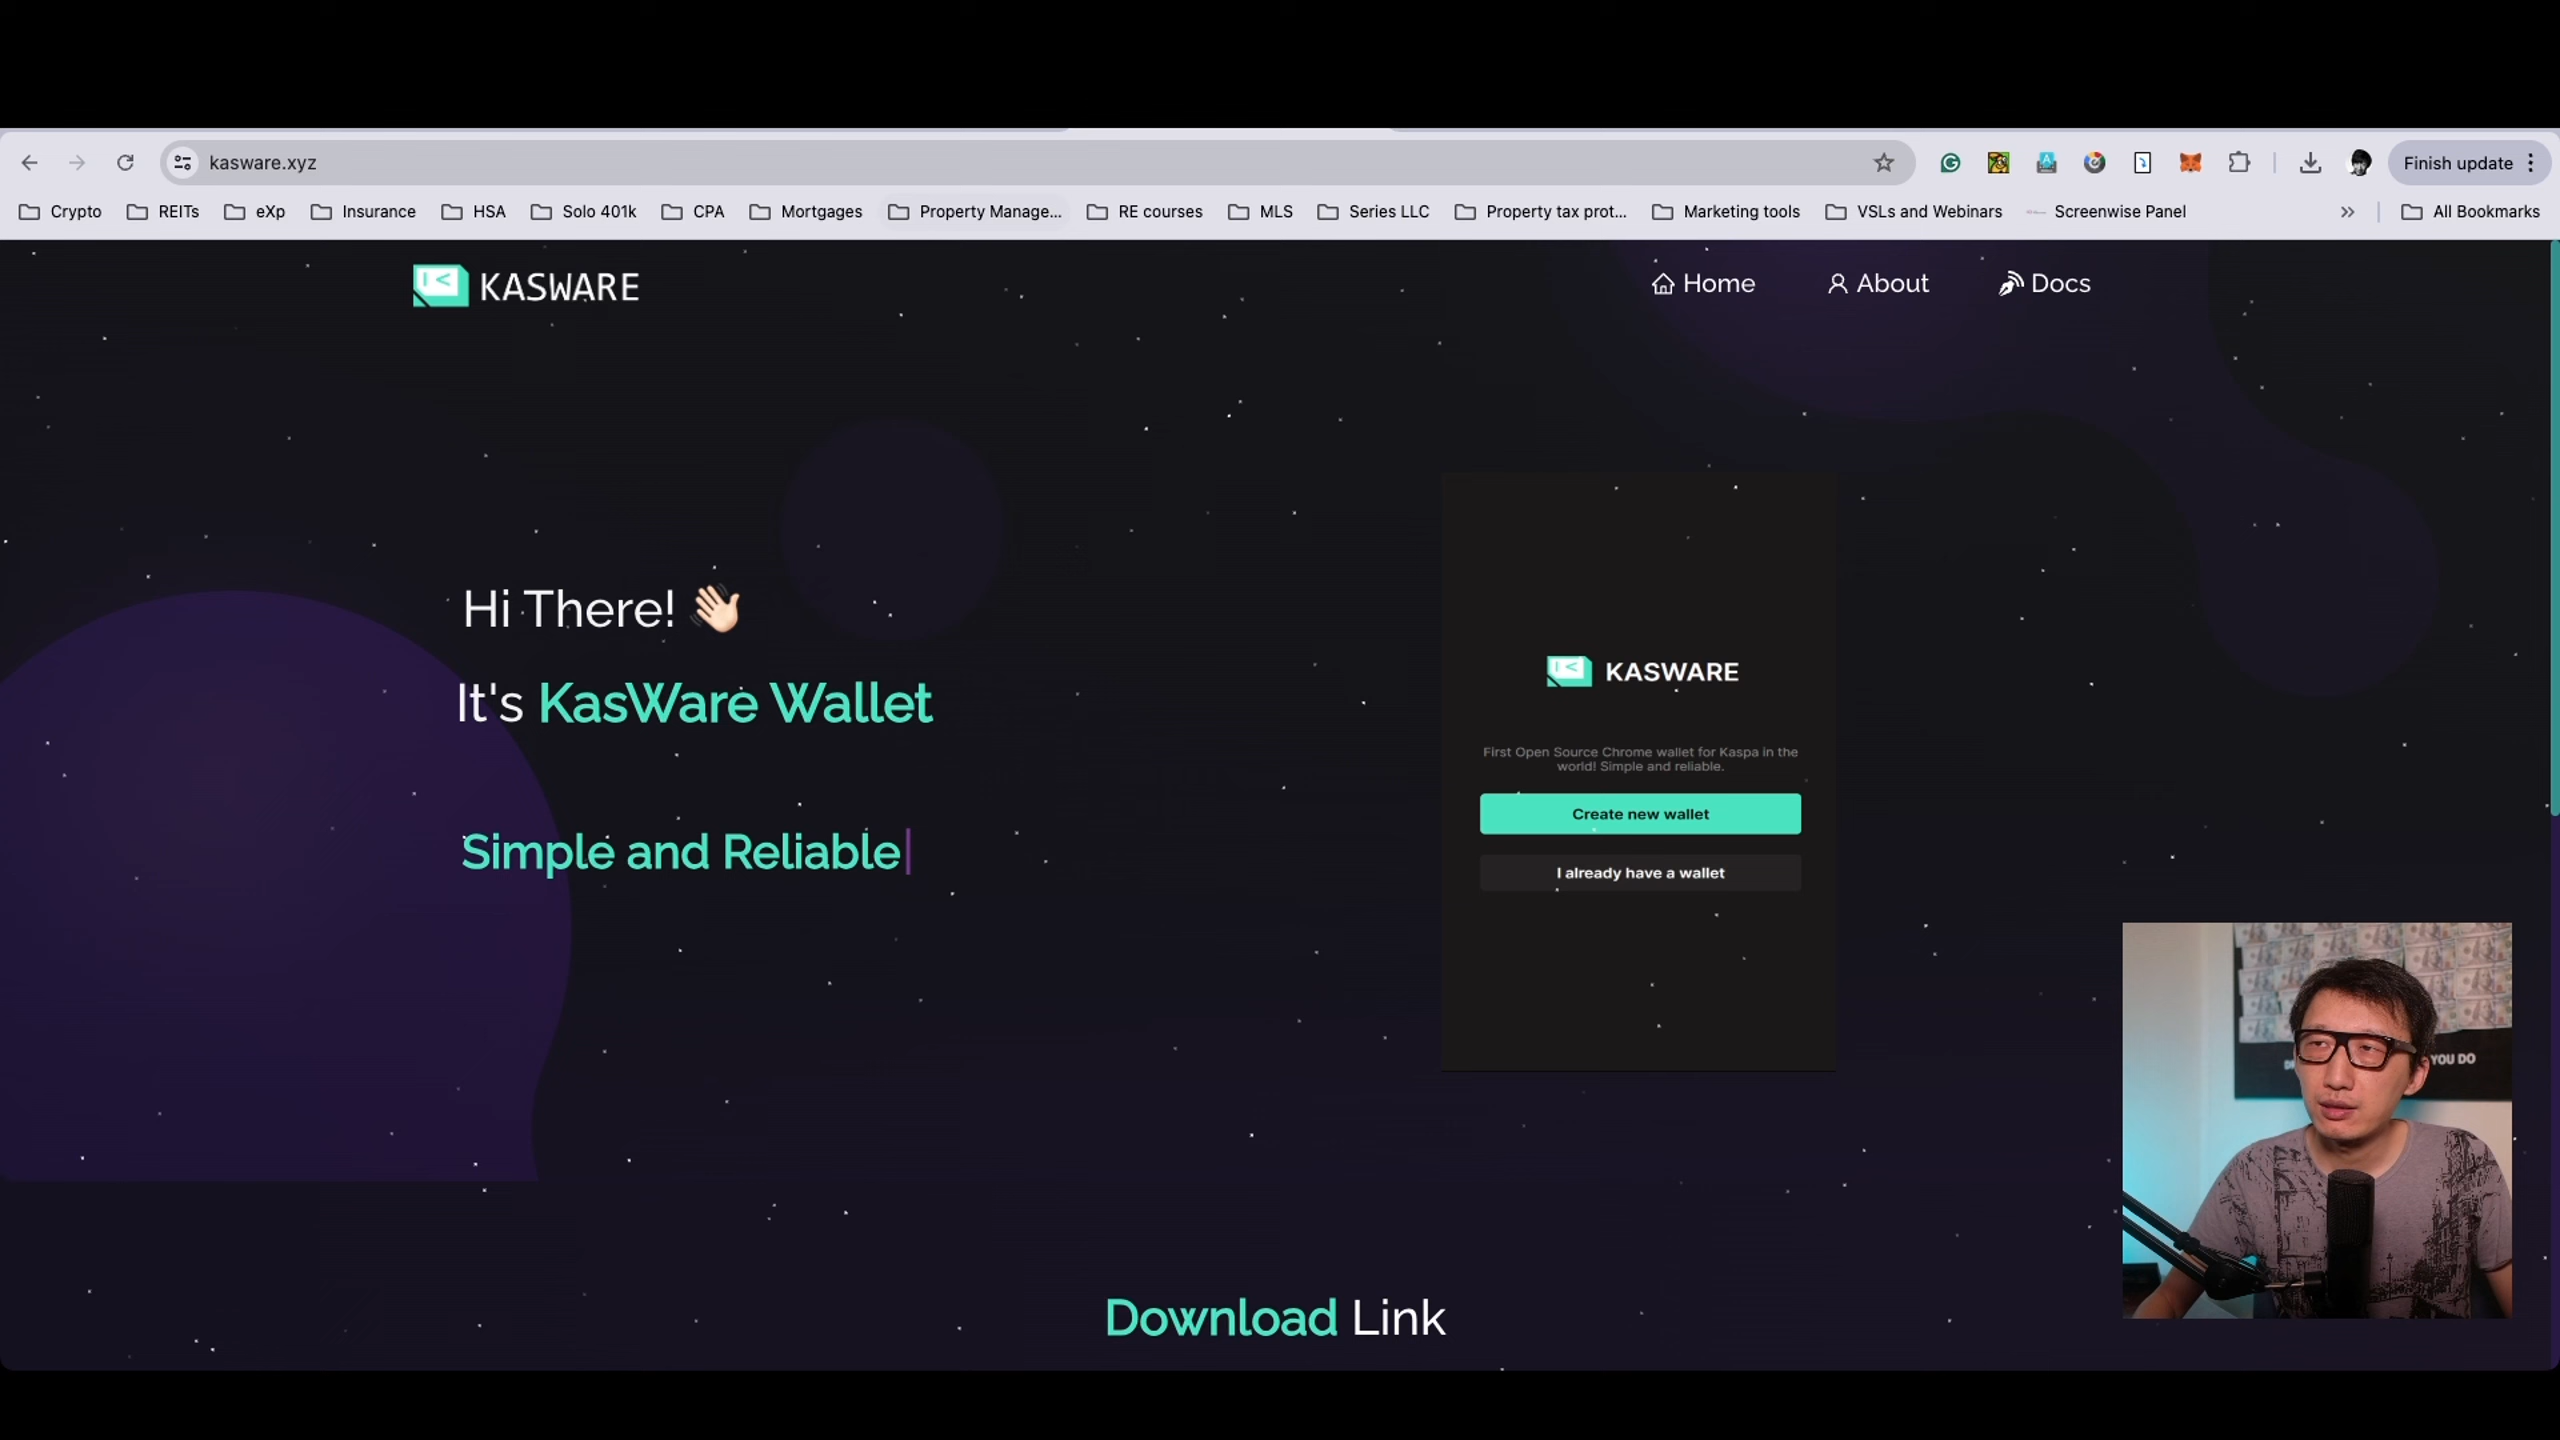 kasware.xyz
Finish update
Crypto
REITs
eXp
Insurance
HSA
Solo 401k
CPA
Mortgages
Property Manage...
RE courses
MLS
Series LLC
Property tax prot...
Marketing tools
VSLs and Webinars
Screenwise Panel
All Bookmarks
KASWARE
Home
About
Docs
Hi There! 👋🏻
It's KasWare Wallet
Simple and Reliable
KASWARE
First Open Source Chrome wallet for Kaspa in the
world! Simple and reliable.
Create new wallet
I already have a wallet
YOU DO
Download Link